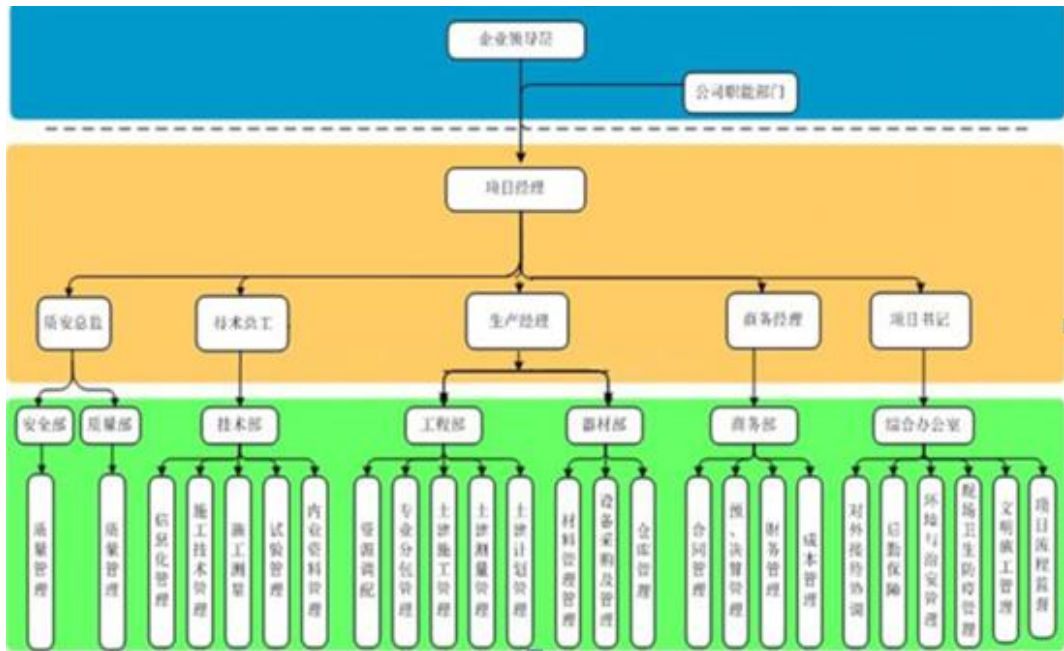 企业领导层
公司职能部门
项目经理
质安总监
技术总工
生产经理
商务经理
项目书记
安全部
质量部
技术部
工程部
器材部
商务部
综合办公室
质量管理
质量管理
信息化管理
施工技术管理
施工测量
试验管理
内业资料管理
资源调配
专业分包管理
土建施工管理
土建测量管理
土建计划管理
材料管理管理
设备采购及管理
仓库管理
合同管理
预、决算管理
财务管理
成本管理
对外接待协调
后勤保障
环境与治安管理
现场卫生防疫管理
文明施工管理
项目流程监督